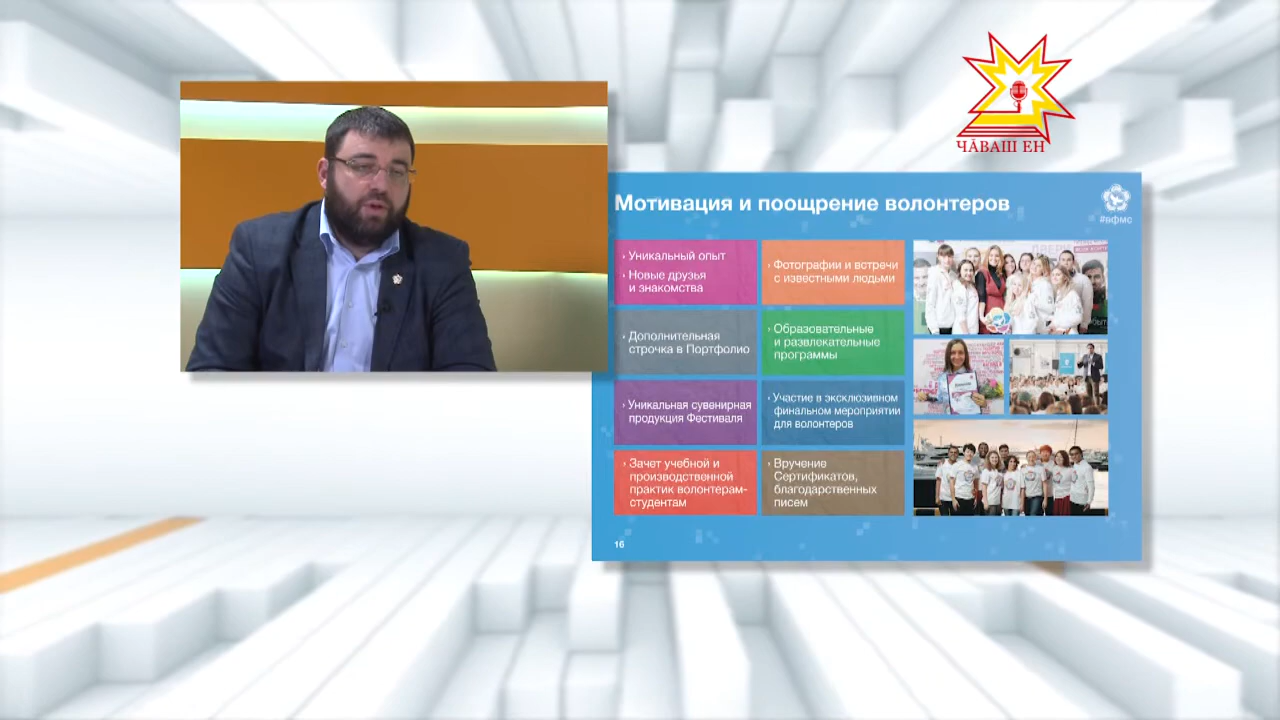 ЧӐВАШ ЕН
Мотивация и поощрение волонтеров
#вфмс
· Уникальный опыт
· Новые друзья
и знакомства
· Фотографии и встречи
с известными людьми
· Дополнительная
строчка в Портфолио
· Образовательные
и развлекательные
программы
· Уникальная сувенирная
продукция Фестиваля
· Участие в эксклюзивном
финальном мероприятии
для волонтеров
· Зачет учебной и
производственной
практик волонтерам-
студентам
· Вручение
Сертификатов,
благодарственных
писем
16